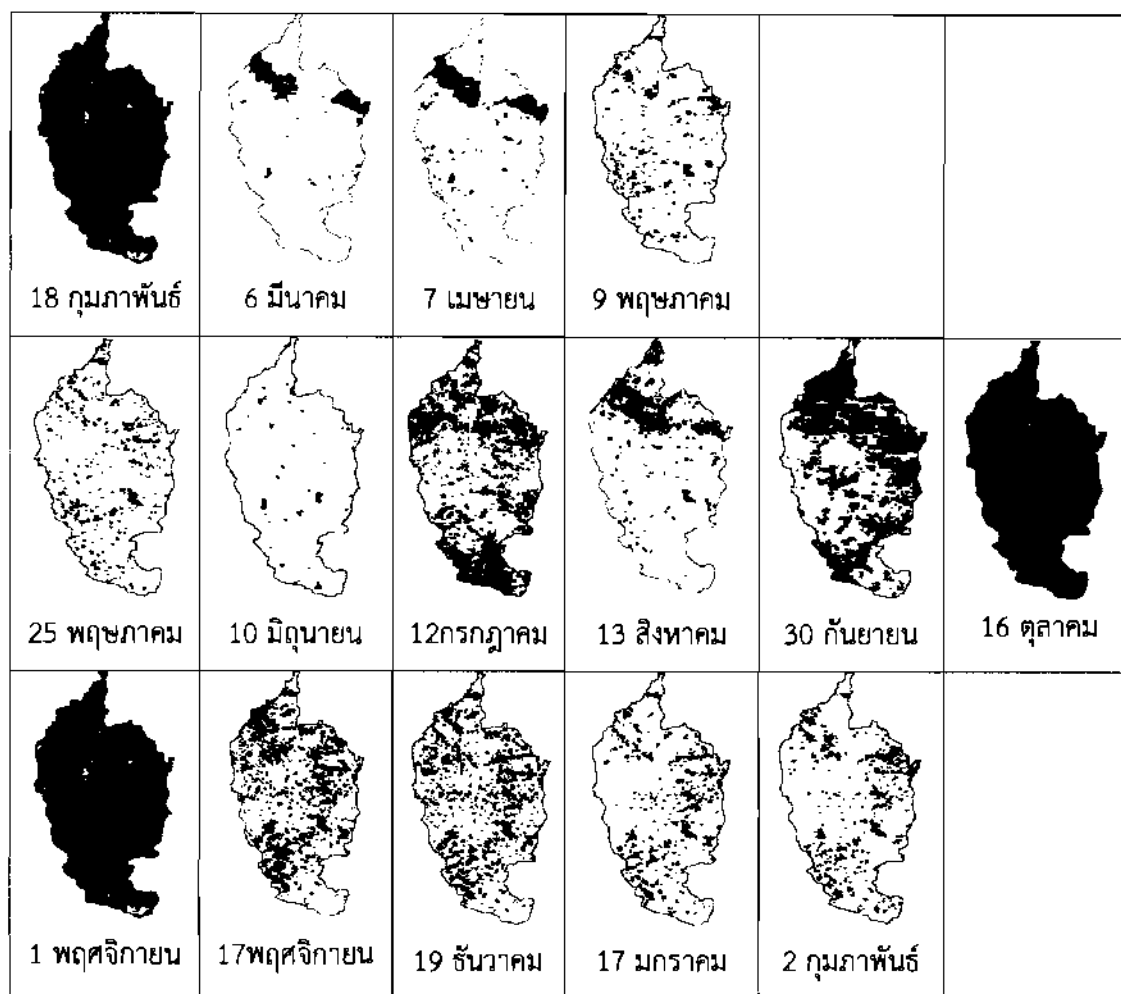 18 กุมภาพันธ์
6 มีนาคม
7 เมษายน
9 พฤษภาคม
25 พฤษภาคม
10 มิถุนายน
12กรกฎาคม
13 สิงหาคม
30 กันยายน
16 ตุลาคม
1 พฤศจิกายน
17พฤศจิกายน
19 ธันวาคม
17 มกราคม
2 กุมภาพันธ์